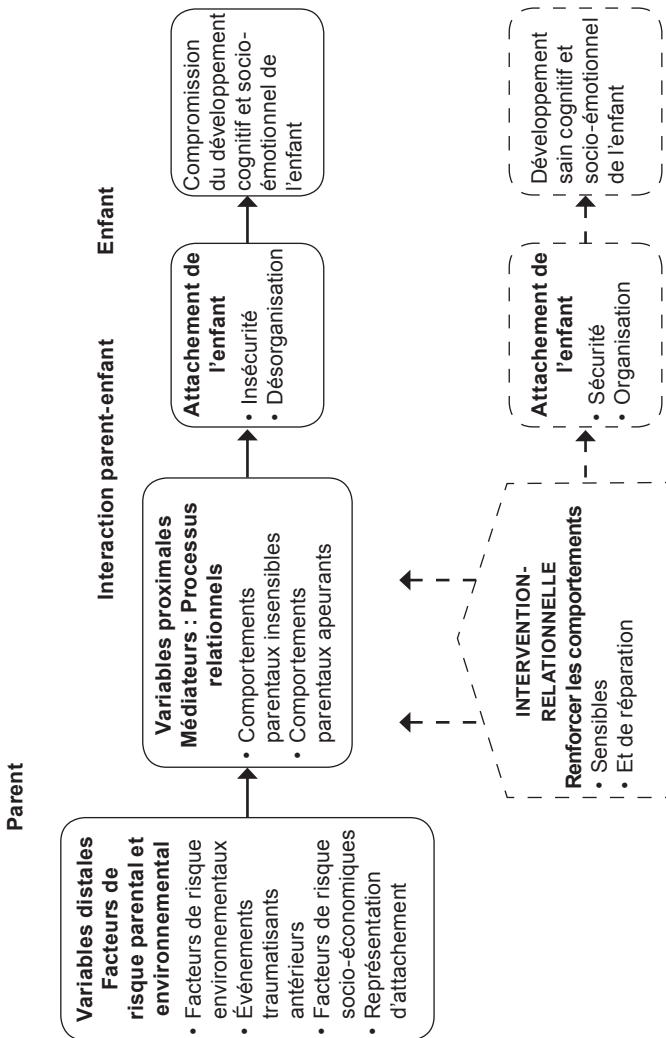 Parent
Interaction parent-enfant
Enfant
Variables distales
Facteurs de
risque parental et
environnemental
• Facteurs de risque
environnementaux
• Événements
traumatisants
antérieurs
• Facteurs de risque
socio-économiques
• Représentation
d'attachement
Variables proximales
Médiateurs : Processus
relationnels
• Comportements
parentaux insensibles
• Comportements
parentaux apeurants
Attachement de
l'enfant
• Insécurité
• Désorganisation
Compromission
du développement
cognitif et socio-
émotionnel de
l'enfant
INTERVENTION-
RELATIONNELLE
Renforcer les comportements
• Sensibles
• Et de réparation
Attachement de
l'enfant
• Sécurité
• Organisation
Développement
sain cognitif et
socio-émotionnel
de l'enfant